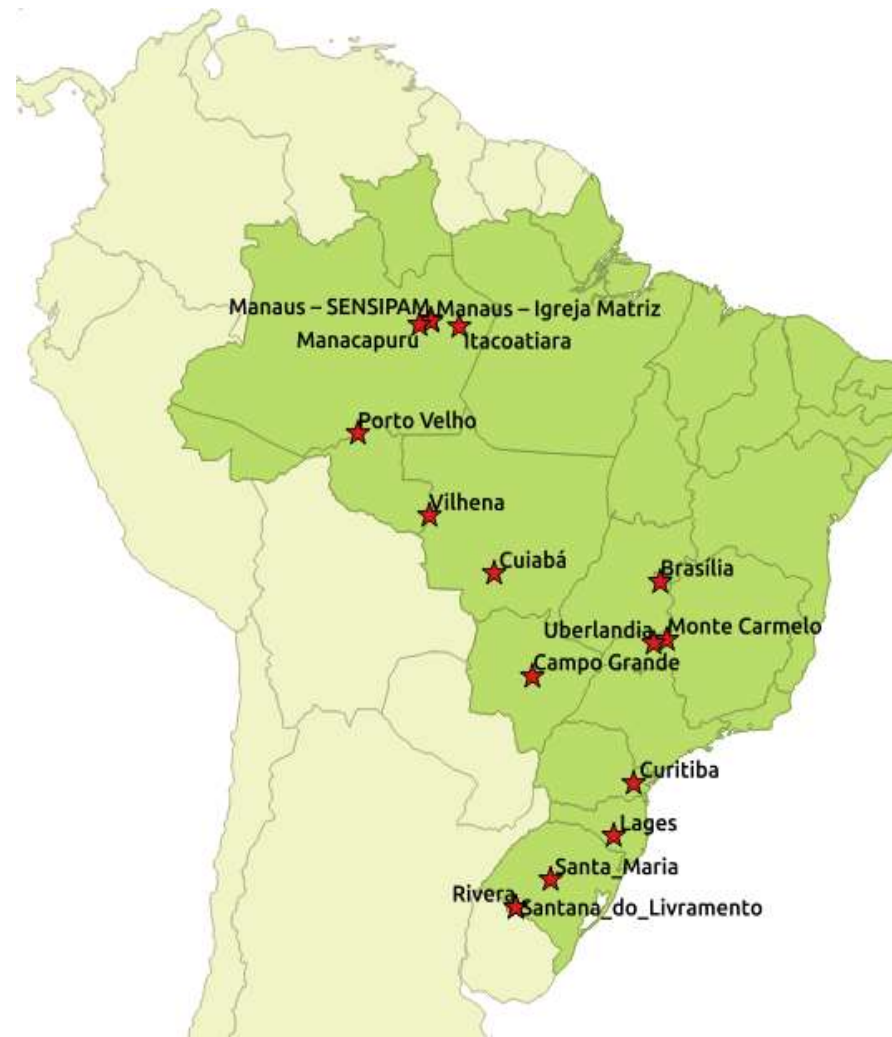 Manaus – SENSIPAM
Manaus – Igreja Matriz
Manacapurú
Itacoatiara
Porto Velho
Vilhena
Cuiabá
Brasília
Uberlandia
Monte Carmelo
Campo Grande
Curitiba
Lages
Santa_Maria
Rivera
Santana_do_Livramento